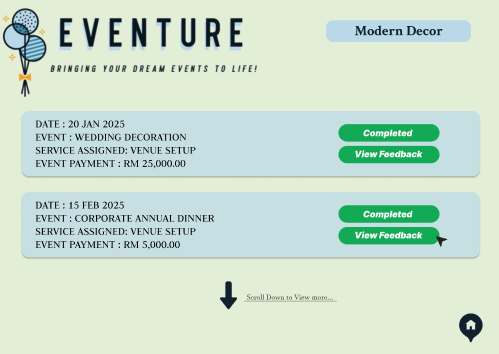 EVENTURE
BRINGING YOUR DREAM EVENTS TO LIFE!
Modern Decor
DATE : 20 JAN 2025
EVENT : WEDDING DECORATION
SERVICE ASSIGNED: VENUE SETUP
EVENT PAYMENT : RM 25,000.00
Completed
View Feedback
DATE : 15 FEB 2025
EVENT : CORPORATE ANNUAL DINNER
SERVICE ASSIGNED: VENUE SETUP
EVENT PAYMENT : RM 5,000.00
Completed
View Feedback
Scroll Down to View more...